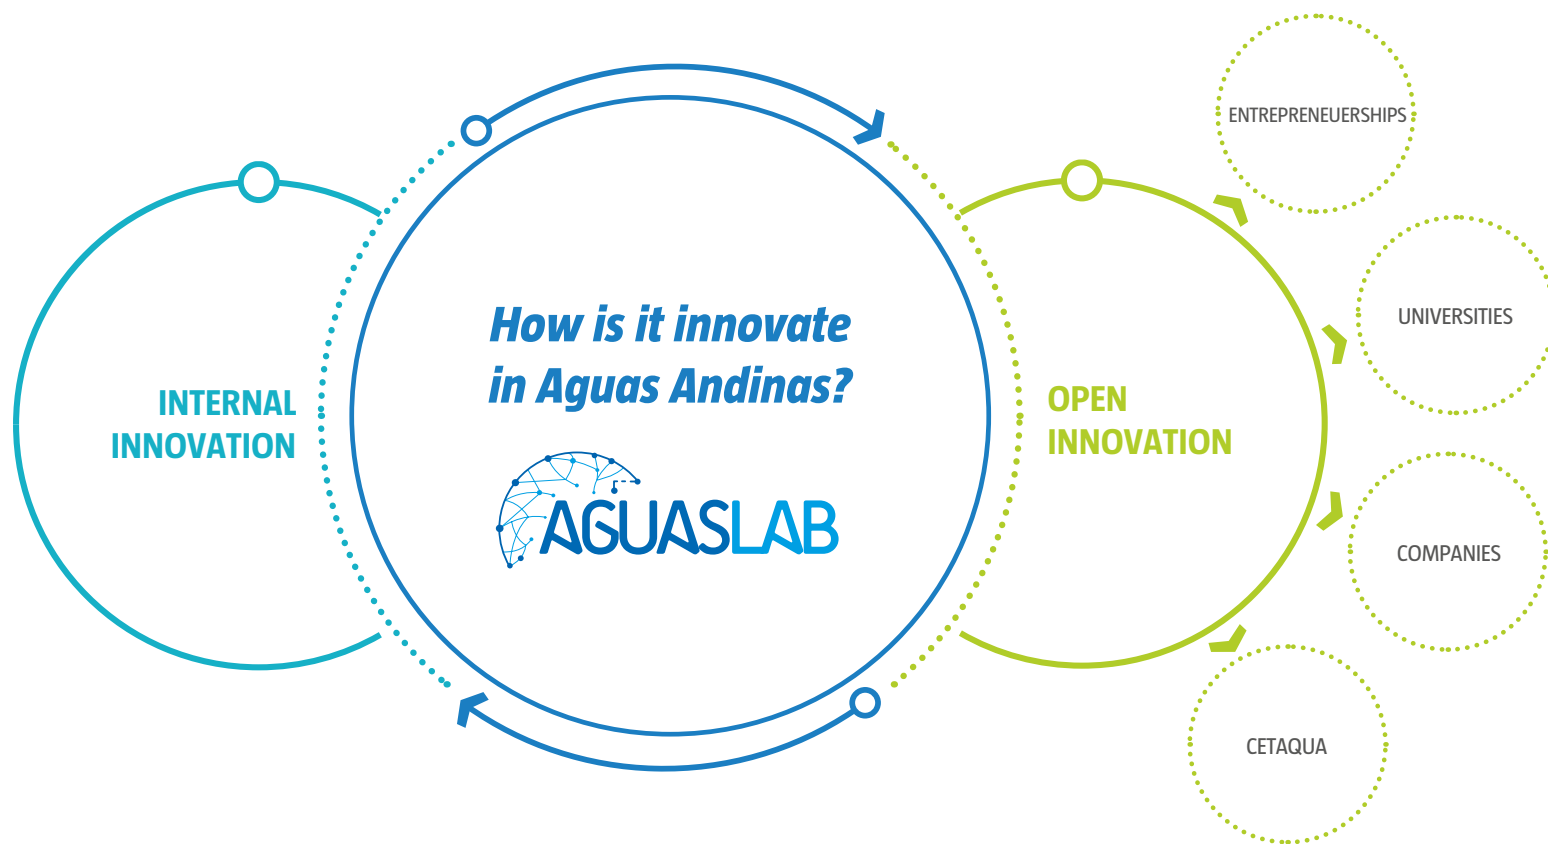 How is it innovate
in Aguas Andinas?
AGUASLAB
INTERNAL
INNOVATION
OPEN
INNOVATION
ENTREPRENEUERSHIPS
UNIVERSITIES
COMPANIES
CETAQUA